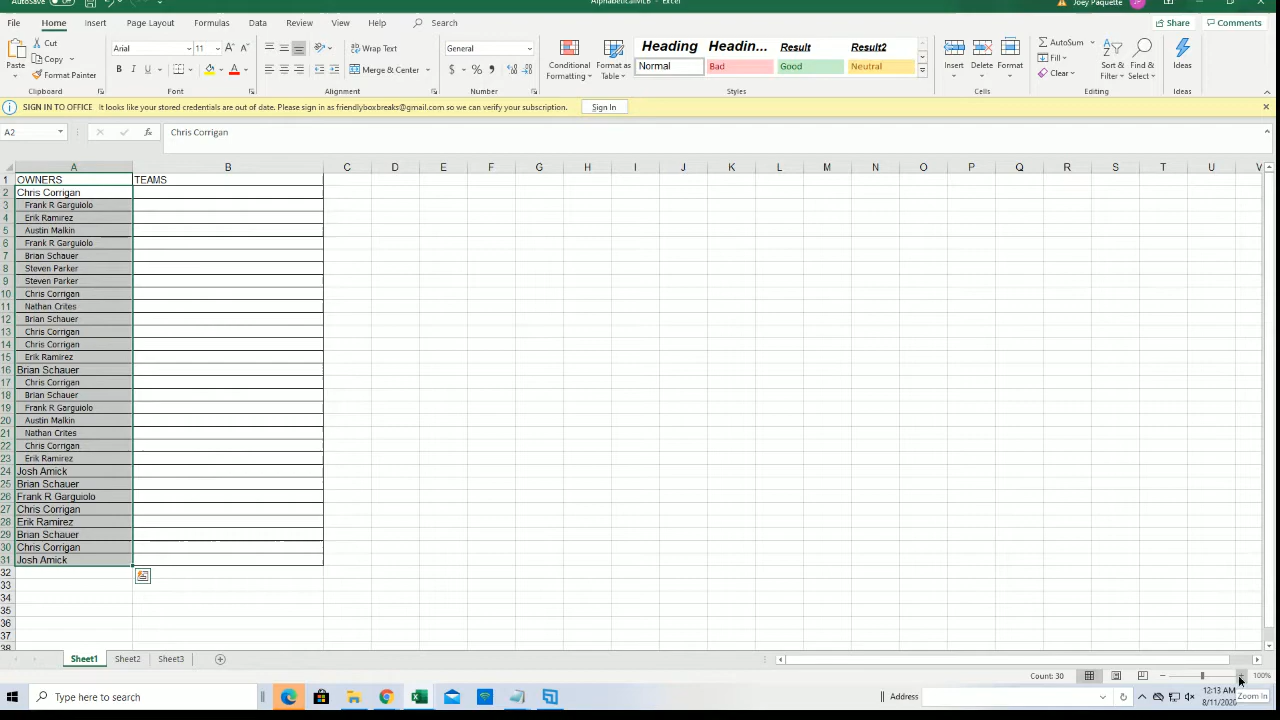 AutoSave Off AlphabeticalMLB - Excel Joey Paquette JP
File Home Insert Page Layout Formulas Data Review View Help Search Share Comments
Cut Arial 11 Wrap Text General Heading Headin... Result Result2 AutoSum
Copy Fill
Paste Format Painter B I U Merge & Center $ % Conditional Formatting Format as Table Normal Bad Good Neutral Insert Delete Format Clear Sort & Filter Find & Select Ideas
Clipboard Font Alignment Number Styles Cells Editing Ideas
SIGN IN TO OFFICE It looks like your stored credentials are out of date. Please sign in as friendlyboxbreaks@gmail.com so we can verify your subscription. Sign In
A2 fx Chris Corrigan
A B C D E F G H I J K L M N O P Q R S T U V
1 OWNERS TEAMS
2 Chris Corrigan
3 Frank R Garguiolo
4 Erik Ramirez
5 Austin Malkin
6 Frank R Garguiolo
7 Brian Schauer
8 Steven Parker
9 Steven Parker
10 Chris Corrigan
11 Nathan Crites
12 Brian Schauer
13 Chris Corrigan
14 Chris Corrigan
15 Erik Ramirez
16 Brian Schauer
17 Chris Corrigan
18 Brian Schauer
19 Frank R Garguiolo
20 Austin Malkin
21 Nathan Crites
22 Chris Corrigan
23 Erik Ramirez
24 Josh Amick
25 Brian Schauer
26 Frank R Garguiolo
27 Chris Corrigan
28 Erik Ramirez
29 Brian Schauer
30 Chris Corrigan
31 Josh Amick
32
33
34
35
36
37
38
Sheet1 Sheet2 Sheet3
Count: 30 100%
Type here to search Address 12:13 AM
8/11/2020 Zoom In